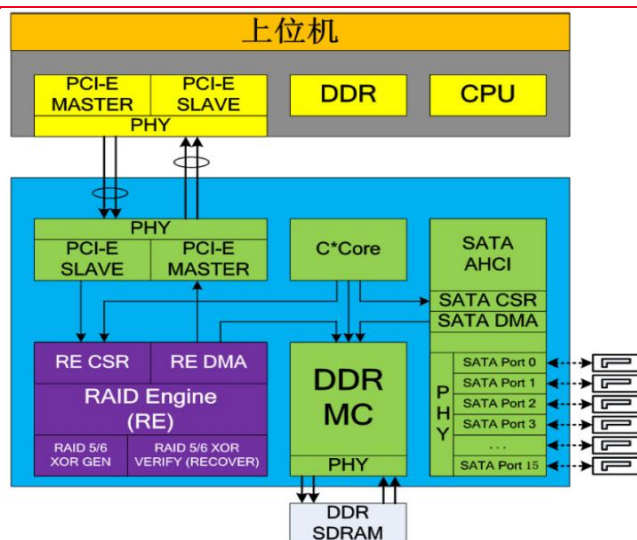 上位机
PCI-E MASTER
PCI-E SLAVE
PHY
DDR
CPU
PHY
PCI-E SLAVE
PCI-E MASTER
C*Core
SATA AHCI
SATA CSR
SATA DMA
RE CSR
RE DMA
RAID Engine
(RE)
RAID 5/6
XOR GEN
RAID 5/6 XOR
VERIFY (RECOVER)
DDR
MC
PHY
PHY
SATA Port 0
SATA Port 1
SATA Port 2
SATA Port 3
. . .
SATA Port 15
DDR
SDRAM